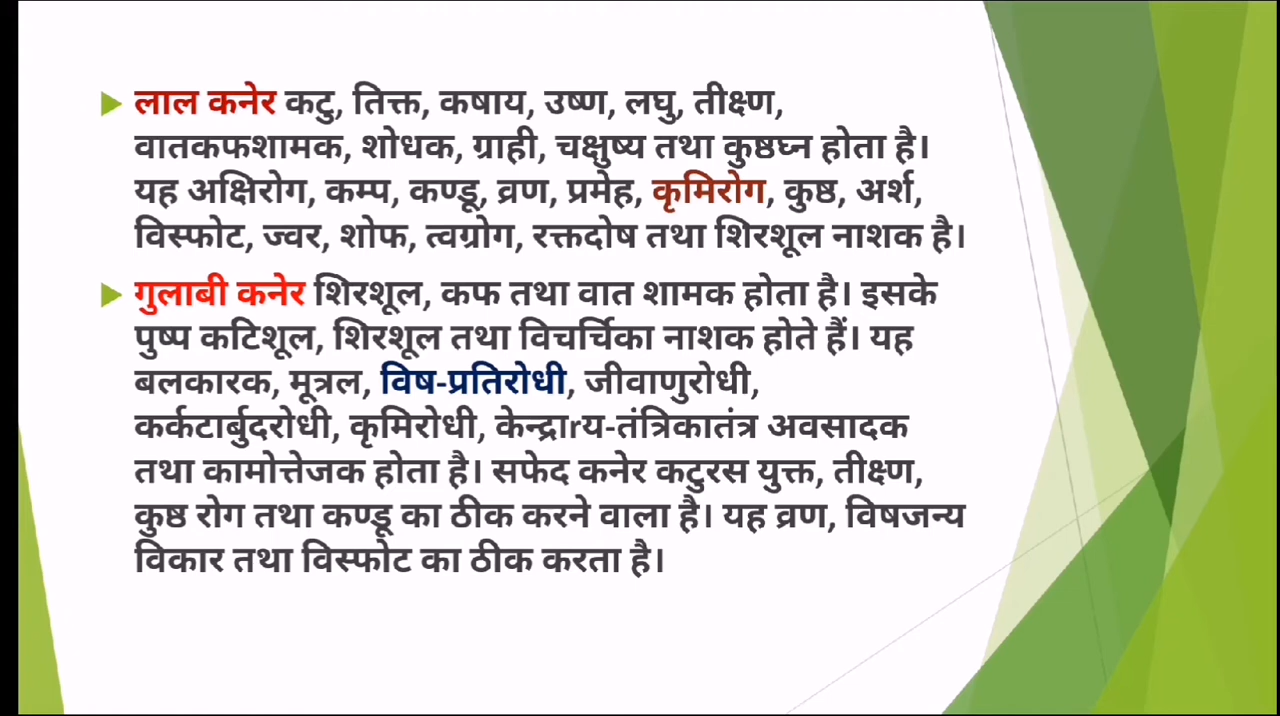 लाल कनेर कटु, तिक्त, कषाय, उष्ण, लघु, तीक्ष्ण,
वातकफशामक, शोधक, ग्राही, चक्षुष्य तथा कुष्ठघ्न होता है।
यह अक्षिरोग, कम्प, कण्डू, व्रण, प्रमेह, कृमिरोग, कुष्ठ, अर्श,
विस्फोट, ज्वर, शोफ, त्वग्रोग, रक्तदोष तथा शिरशूल नाशक है।
गुलाबी कनेर शिरशूल, कफ तथा वात शामक होता है। इसके
पुष्प कटिशूल, शिरशूल तथा विचर्चिका नाशक होते हैं। यह
बलकारक, मूत्रल, विष-प्रतिरोधी, जीवाणुरोधी,
कर्कटार्बुदरोधी, कृमिरोधी, केन्द्राrय-तंत्रिकातंत्र अवसादक
तथा कामोत्तेजक होता है। सफेद कनेर कटुरस युक्त, तीक्ष्ण,
कुष्ठ रोग तथा कण्डू का ठीक करने वाला है। यह व्रण, विषजन्य
विकार तथा विस्फोट का ठीक करता है।